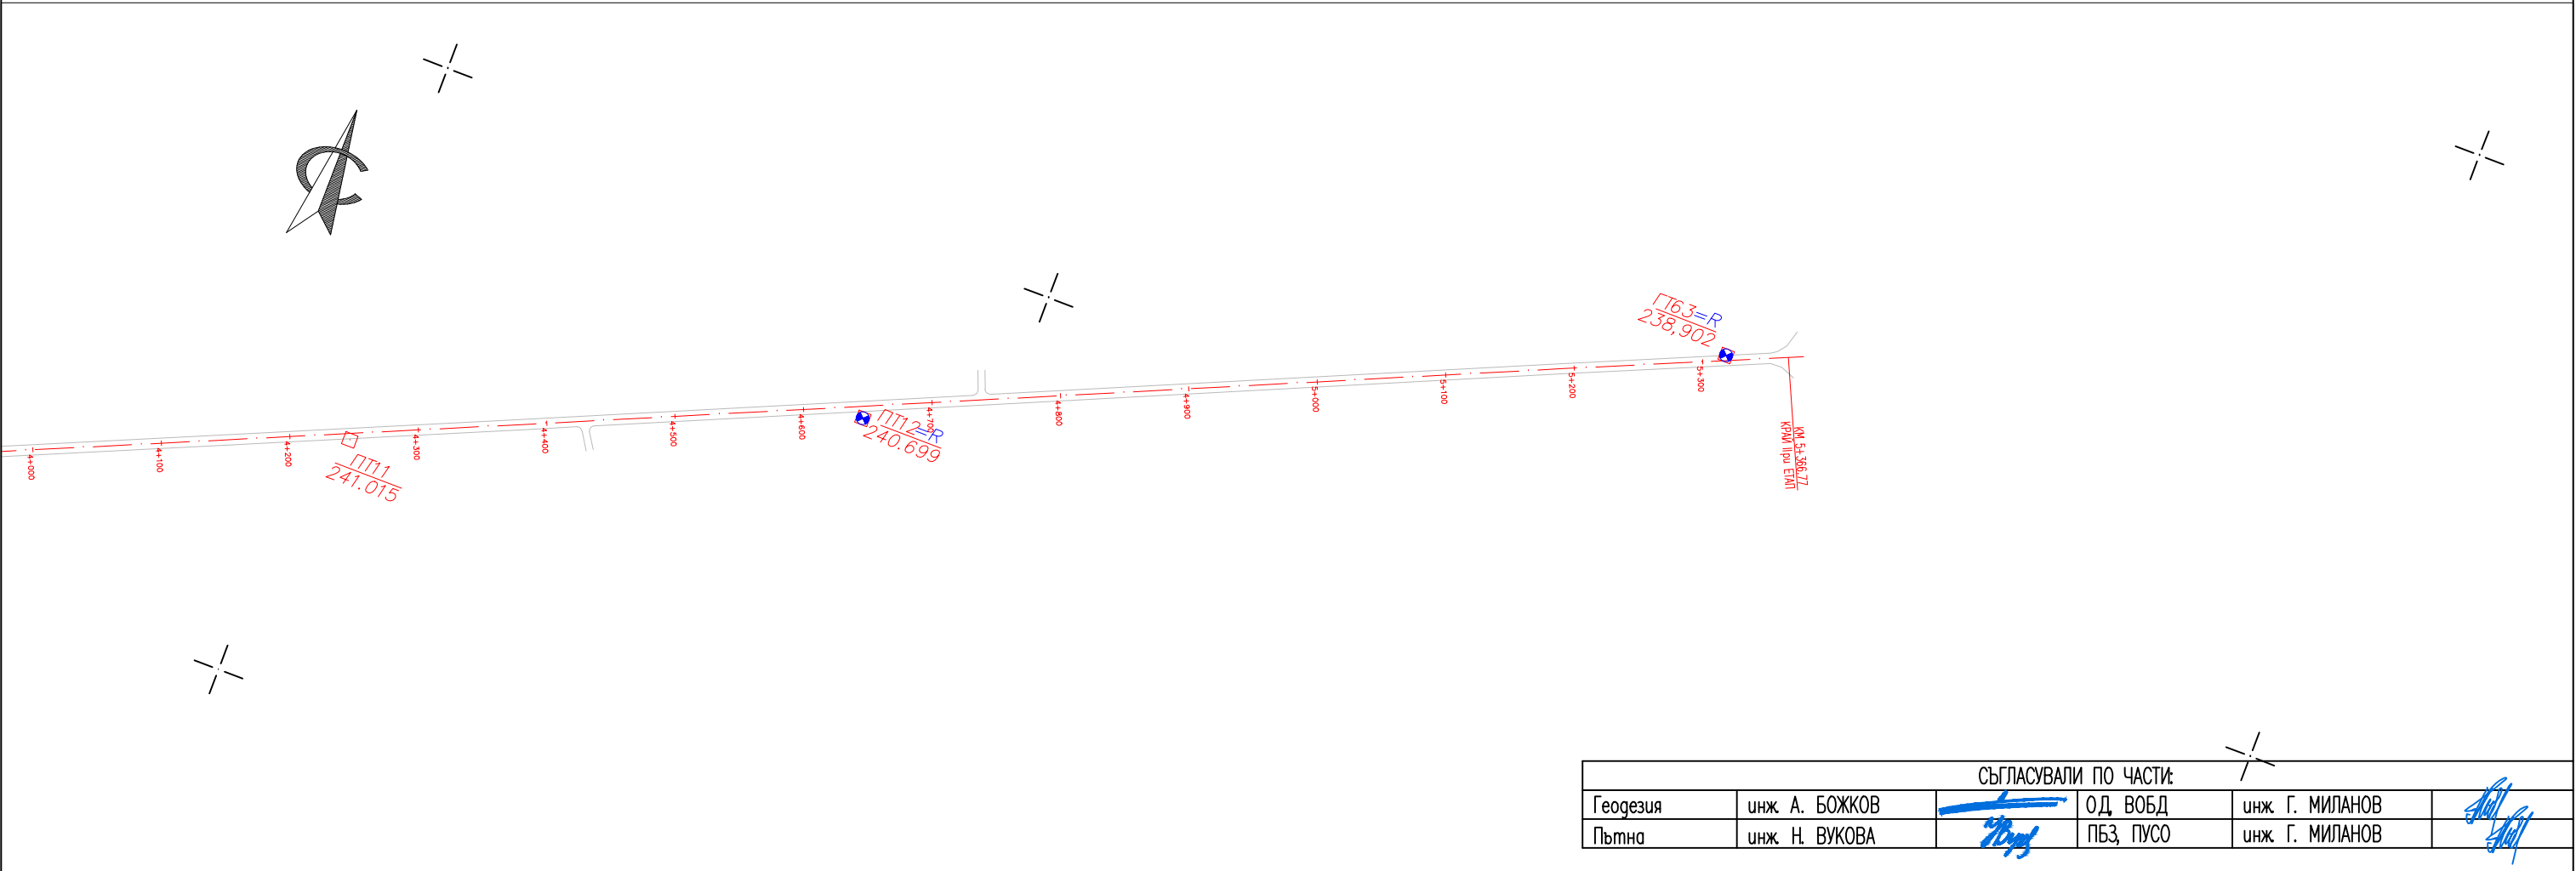 С
ГТ63=R
238,902
ПТ12=R
240.699
ПТ11
241.015
4+000
4+100
4+200
4+300
4+400
4+500
4+600
4+700
4+800
4+900
5+000
5+100
5+200
5+300
КМ 5+366.77
КРАЙ IIри ЕТАП
СЪГЛАСУВАЛИ ПО ЧАСТИ:
Геодезия инж. А. БОЖКОВ ОД, ВОБД инж. Г. МИЛАНОВ
Пътна инж. Н. ВУКОВА ПБЗ, ПУСО инж. Г. МИЛАНОВ